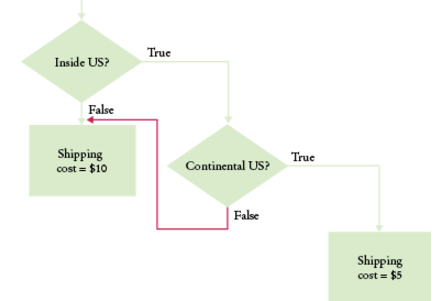 Inside US?
True
False
Shipping
cost = $10
Continental US?
True
False
Shipping
cost = $5